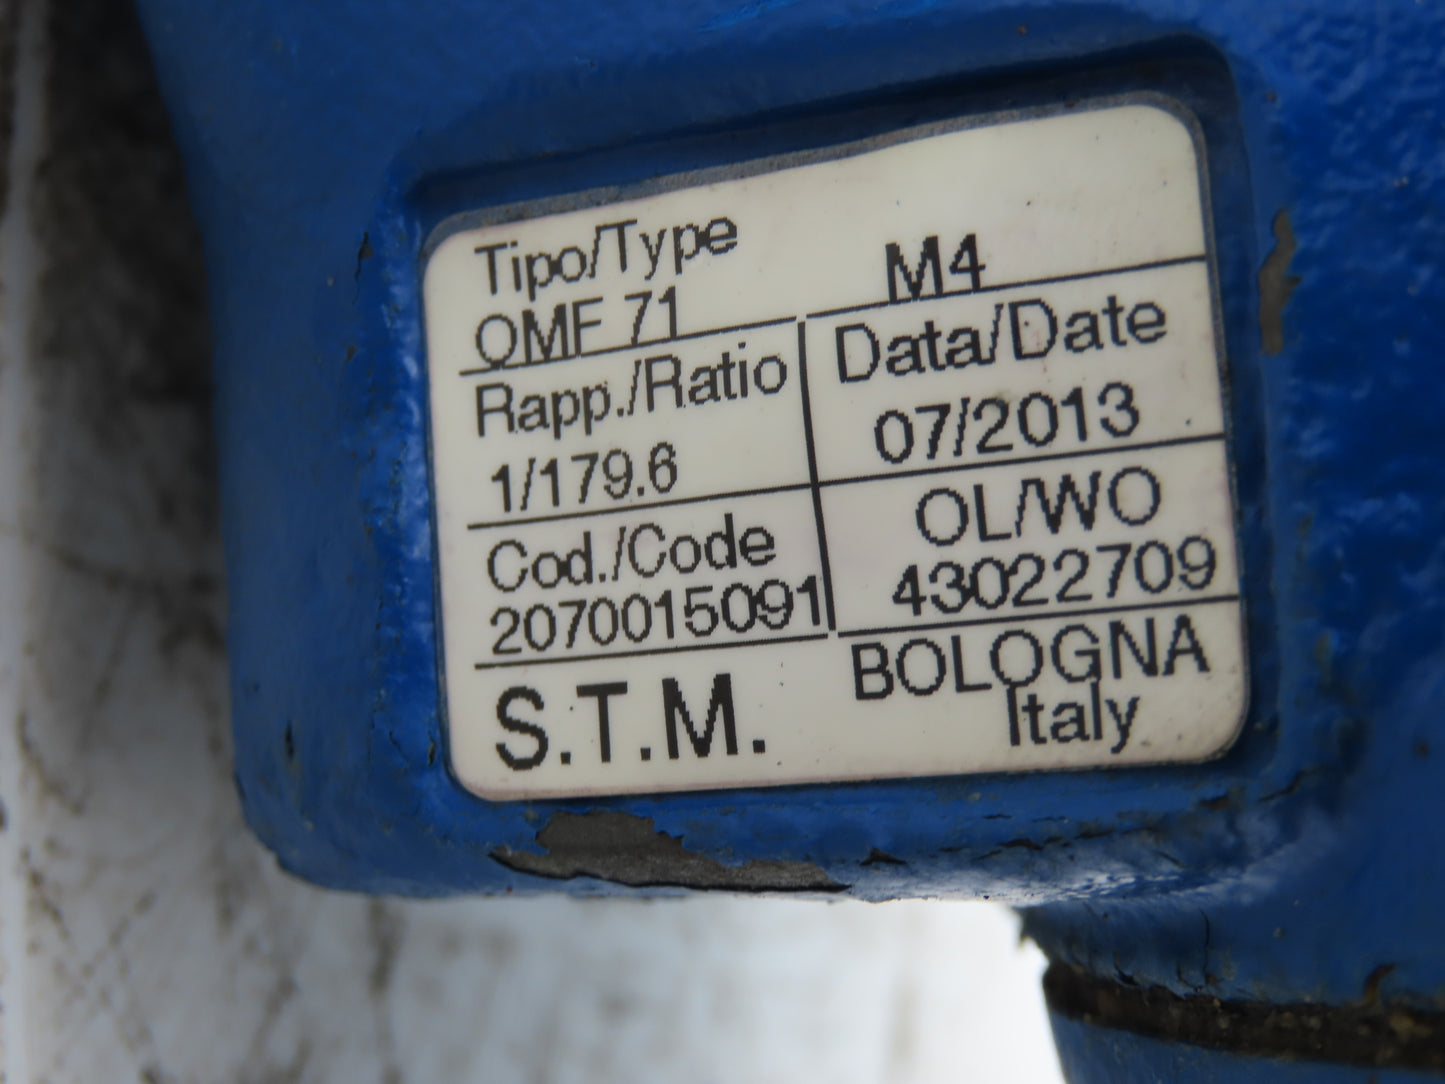 Tipo/Type
OMF 71 M4
Rapp./Ratio Data/Date
1/179.6 07/2013
Cod./Code OL/WO
2070015091 43022709
S.T.M. BOLOGNA
Italy